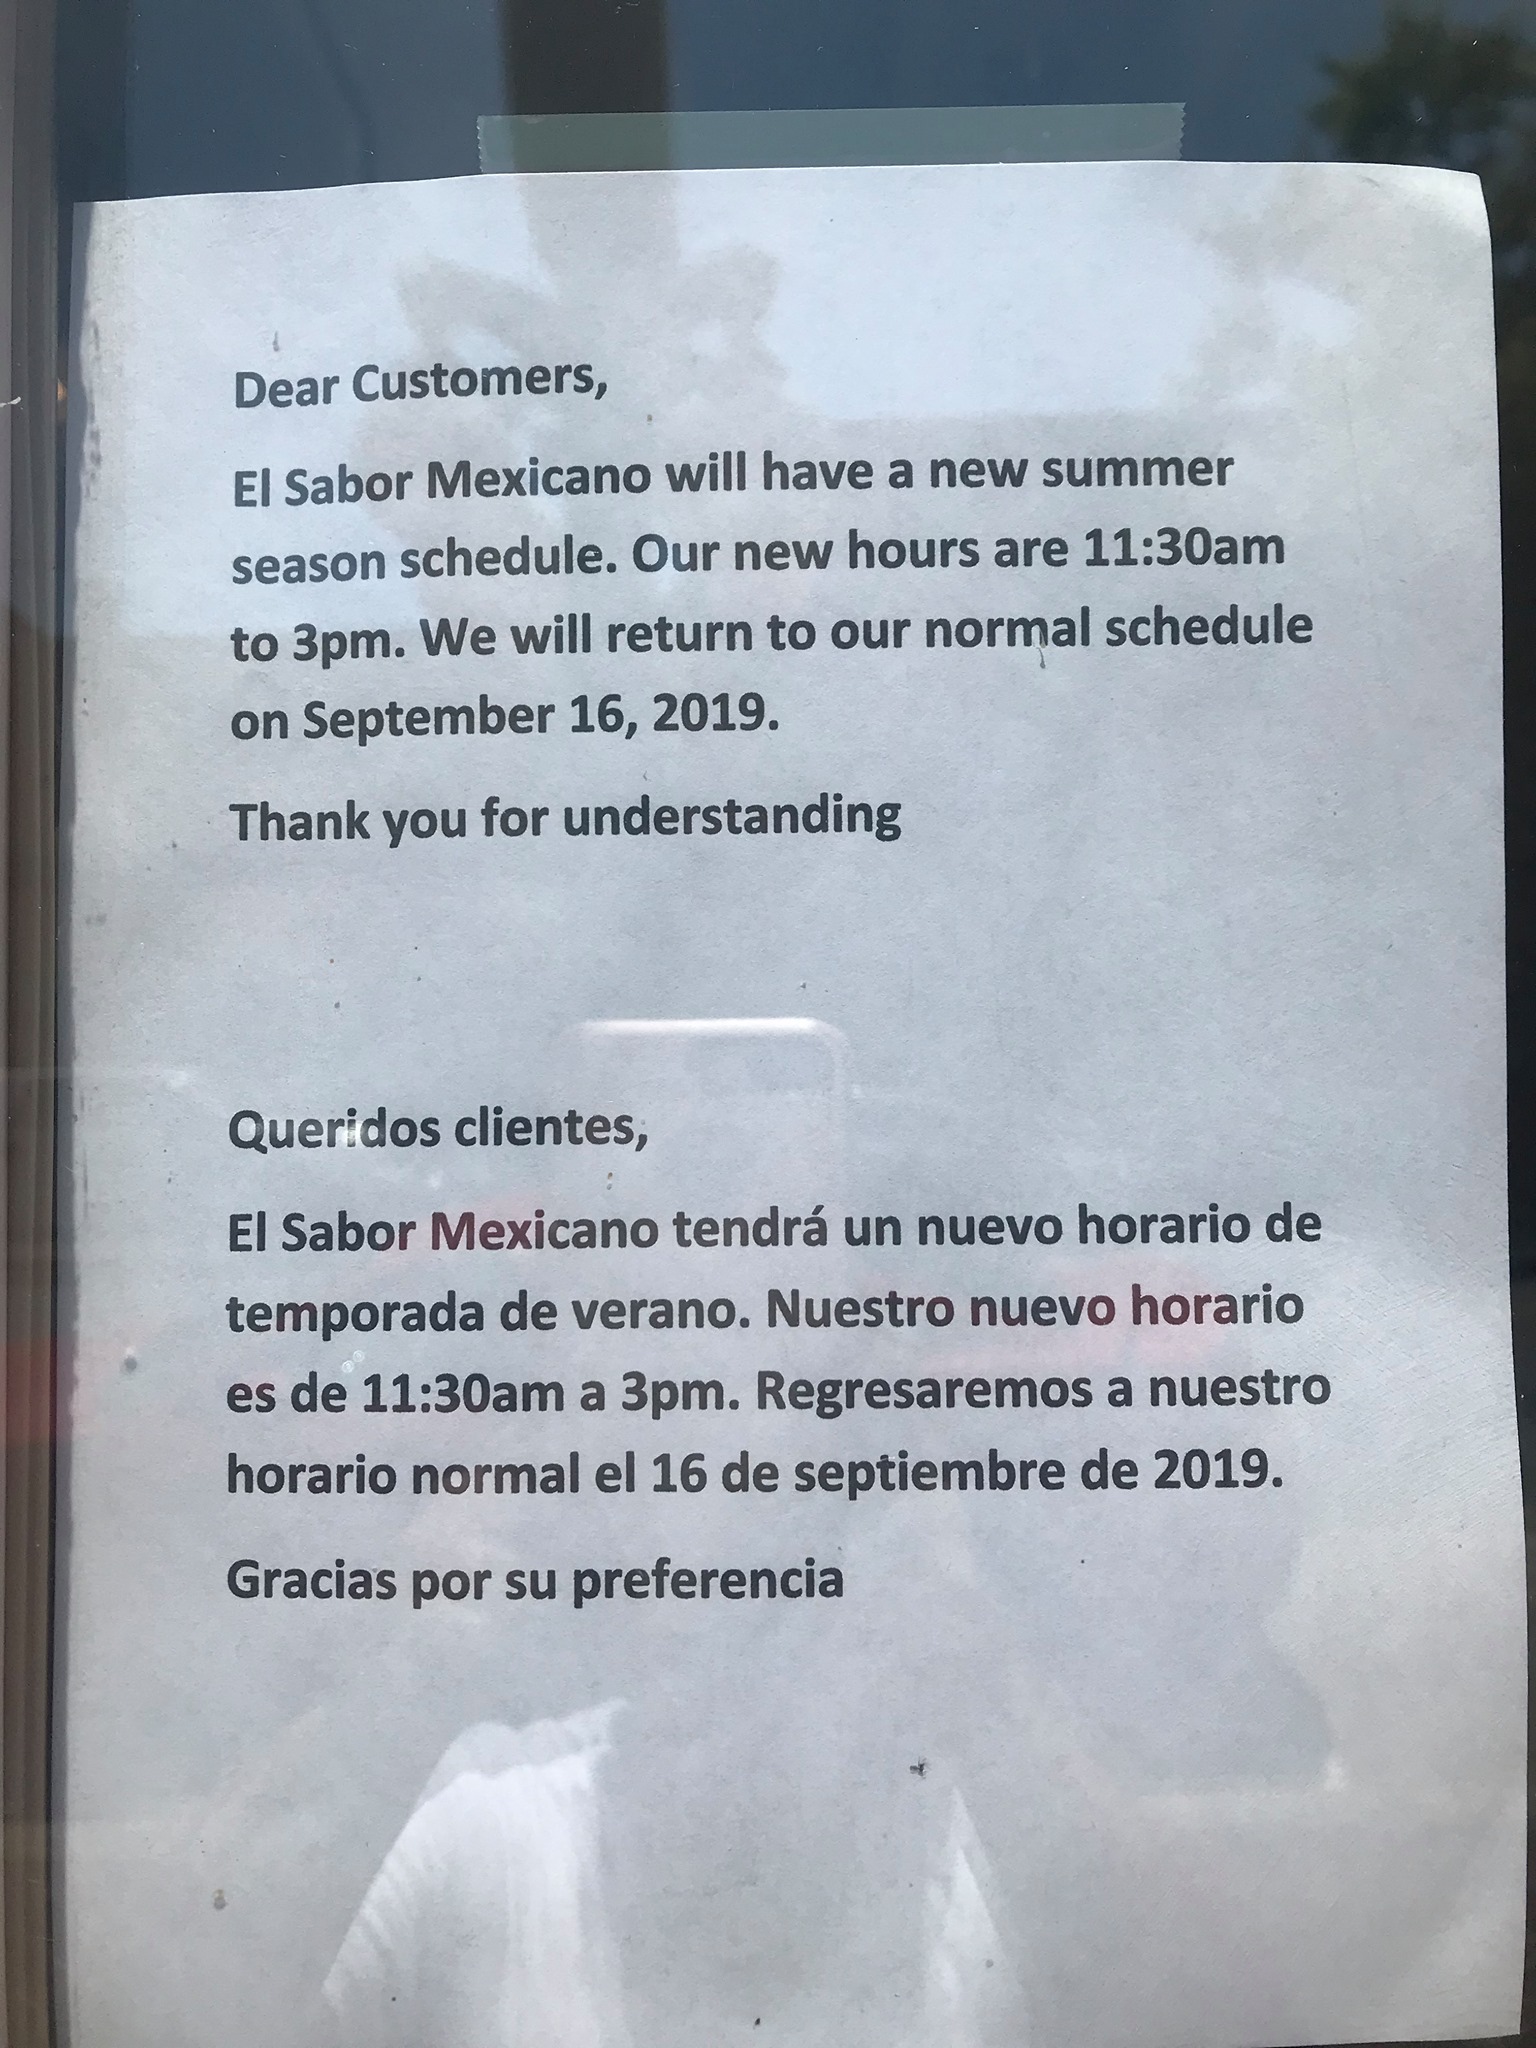 Dear Customers,
El Sabor Mexicano will have a new summer
season schedule. Our new hours are 11:30am
to 3pm. We will return to our normal schedule
on September 16, 2019.
Thank you for understanding
Queridos clientes,
El Sabor Mexicano tendrá un nuevo horario de
temporada de verano. Nuestro nuevo horario
es de 11:30am a 3pm. Regresaremos a nuestro
horario normal el 16 de septiembre de 2019.
Gracias por su preferencia